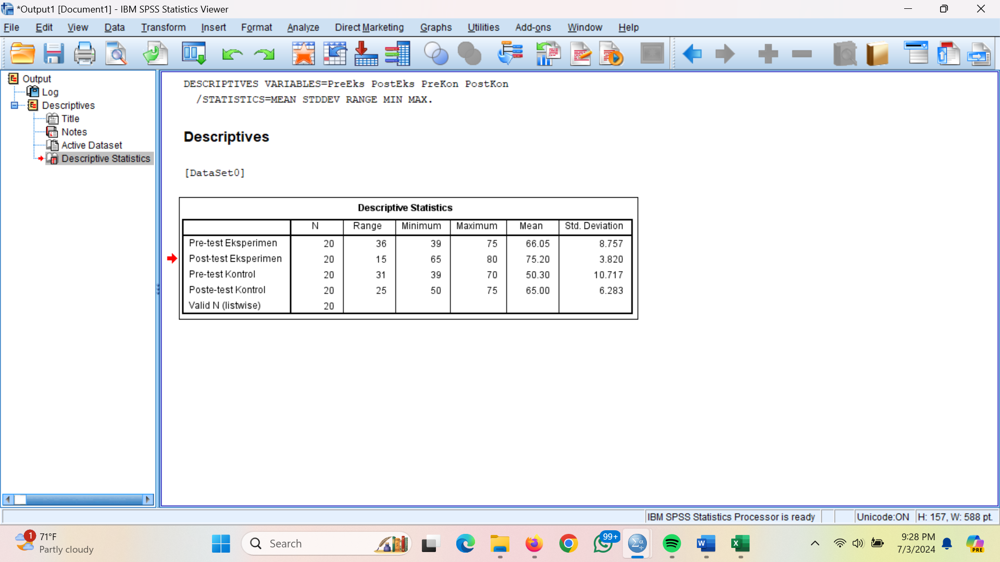 *Output1 [Document1] - IBM SPSS Statistics Viewer
File Edit View Data Transform Insert Format Analyze Direct Marketing Graphs Utilities Add-ons Window Help
Output
Log
Descriptives
Title
Notes
Active Dataset
Descriptive Statistics
DESCRIPTIVES VARIABLES=PreEks PostEks PreKon PostKon
/STATISTICS=MEAN STDDEV RANGE MIN MAX.
Descriptives
[DataSet0]
Descriptive Statistics
N Range Minimum Maximum Mean Std. Deviation
Pre-test Eksperimen 20 36 39 75 66.05 8.757
Post-test Eksperimen 20 15 65 80 75.20 3.820
Pre-test Kontrol 20 31 39 70 50.30 10.717
Poste-test Kontrol 20 25 50 75 65.00 6.283
Valid N (listwise) 20
IBM SPSS Statistics Processor is ready Unicode:ON H: 157, W: 588 pt.
1 71°F
Partly cloudy
Search
99+
9:28 PM
7/3/2024
PRE